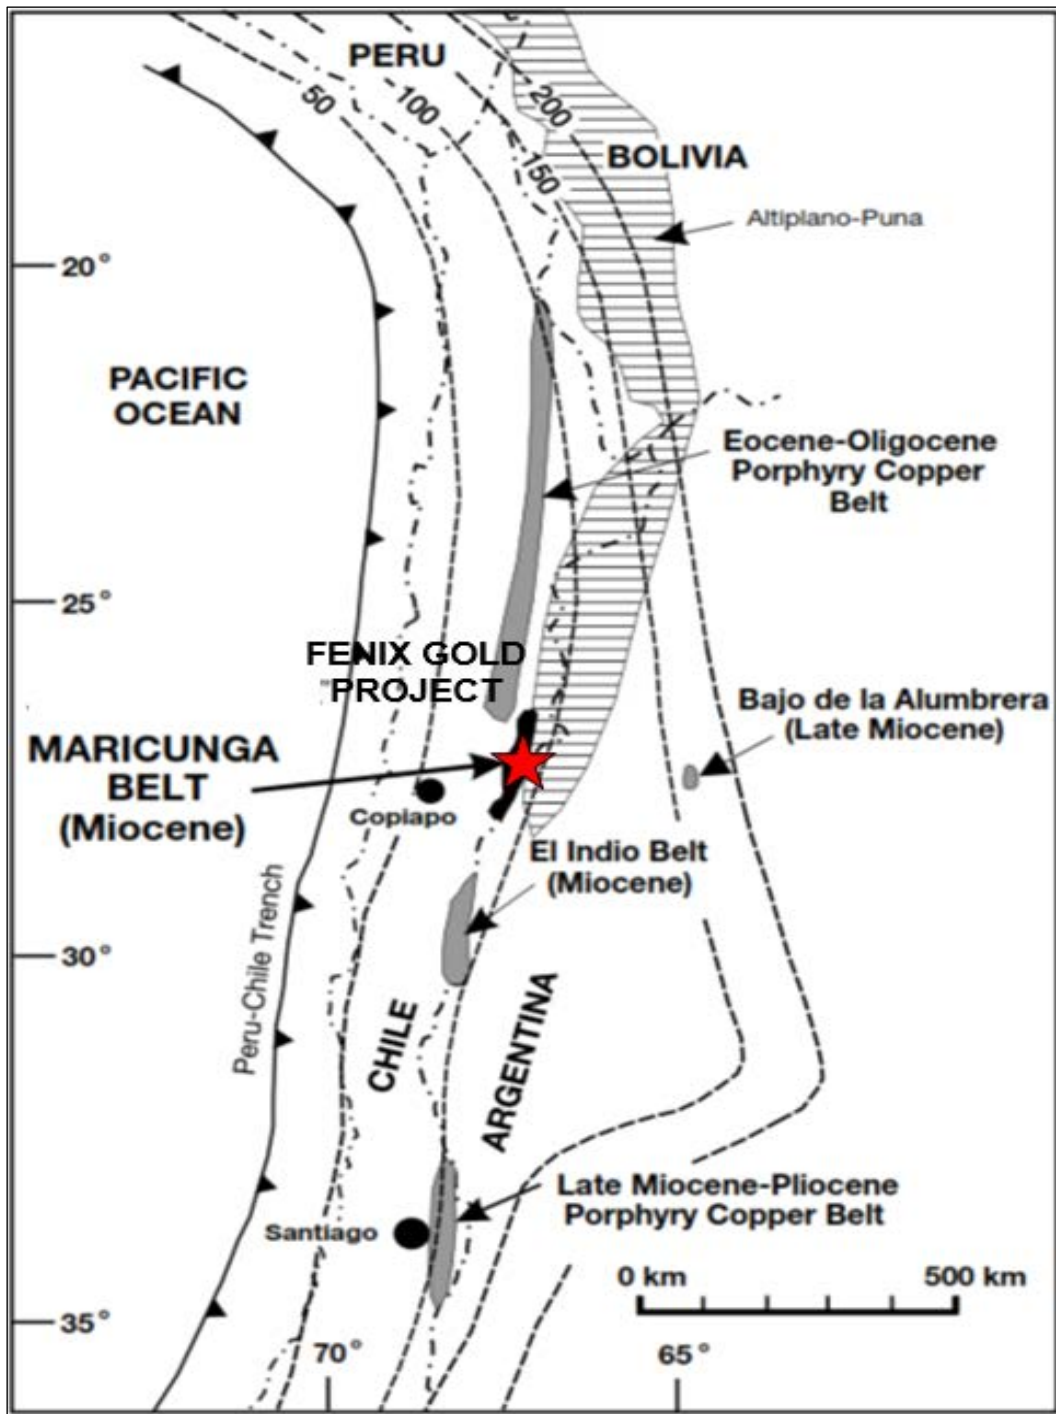 PERU
50
100
200
150
BOLIVIA
Altiplano-Puna
20°
PACIFIC
OCEAN
Eocene-Oligocene
Porphyry Copper
Belt
25°
FENIX GOLD
PROJECT
Bajo de la Alumbrera
(Late Miocene)
MARICUNGA
BELT
(Miocene)
Copiapo
El Indio Belt
(Miocene)
Peru-Chile Trench
30°
CHILE
ARGENTINA
Late Miocene-Pliocene
Porphyry Copper Belt
Santiago
0 km
500 km
35°
70°
65°